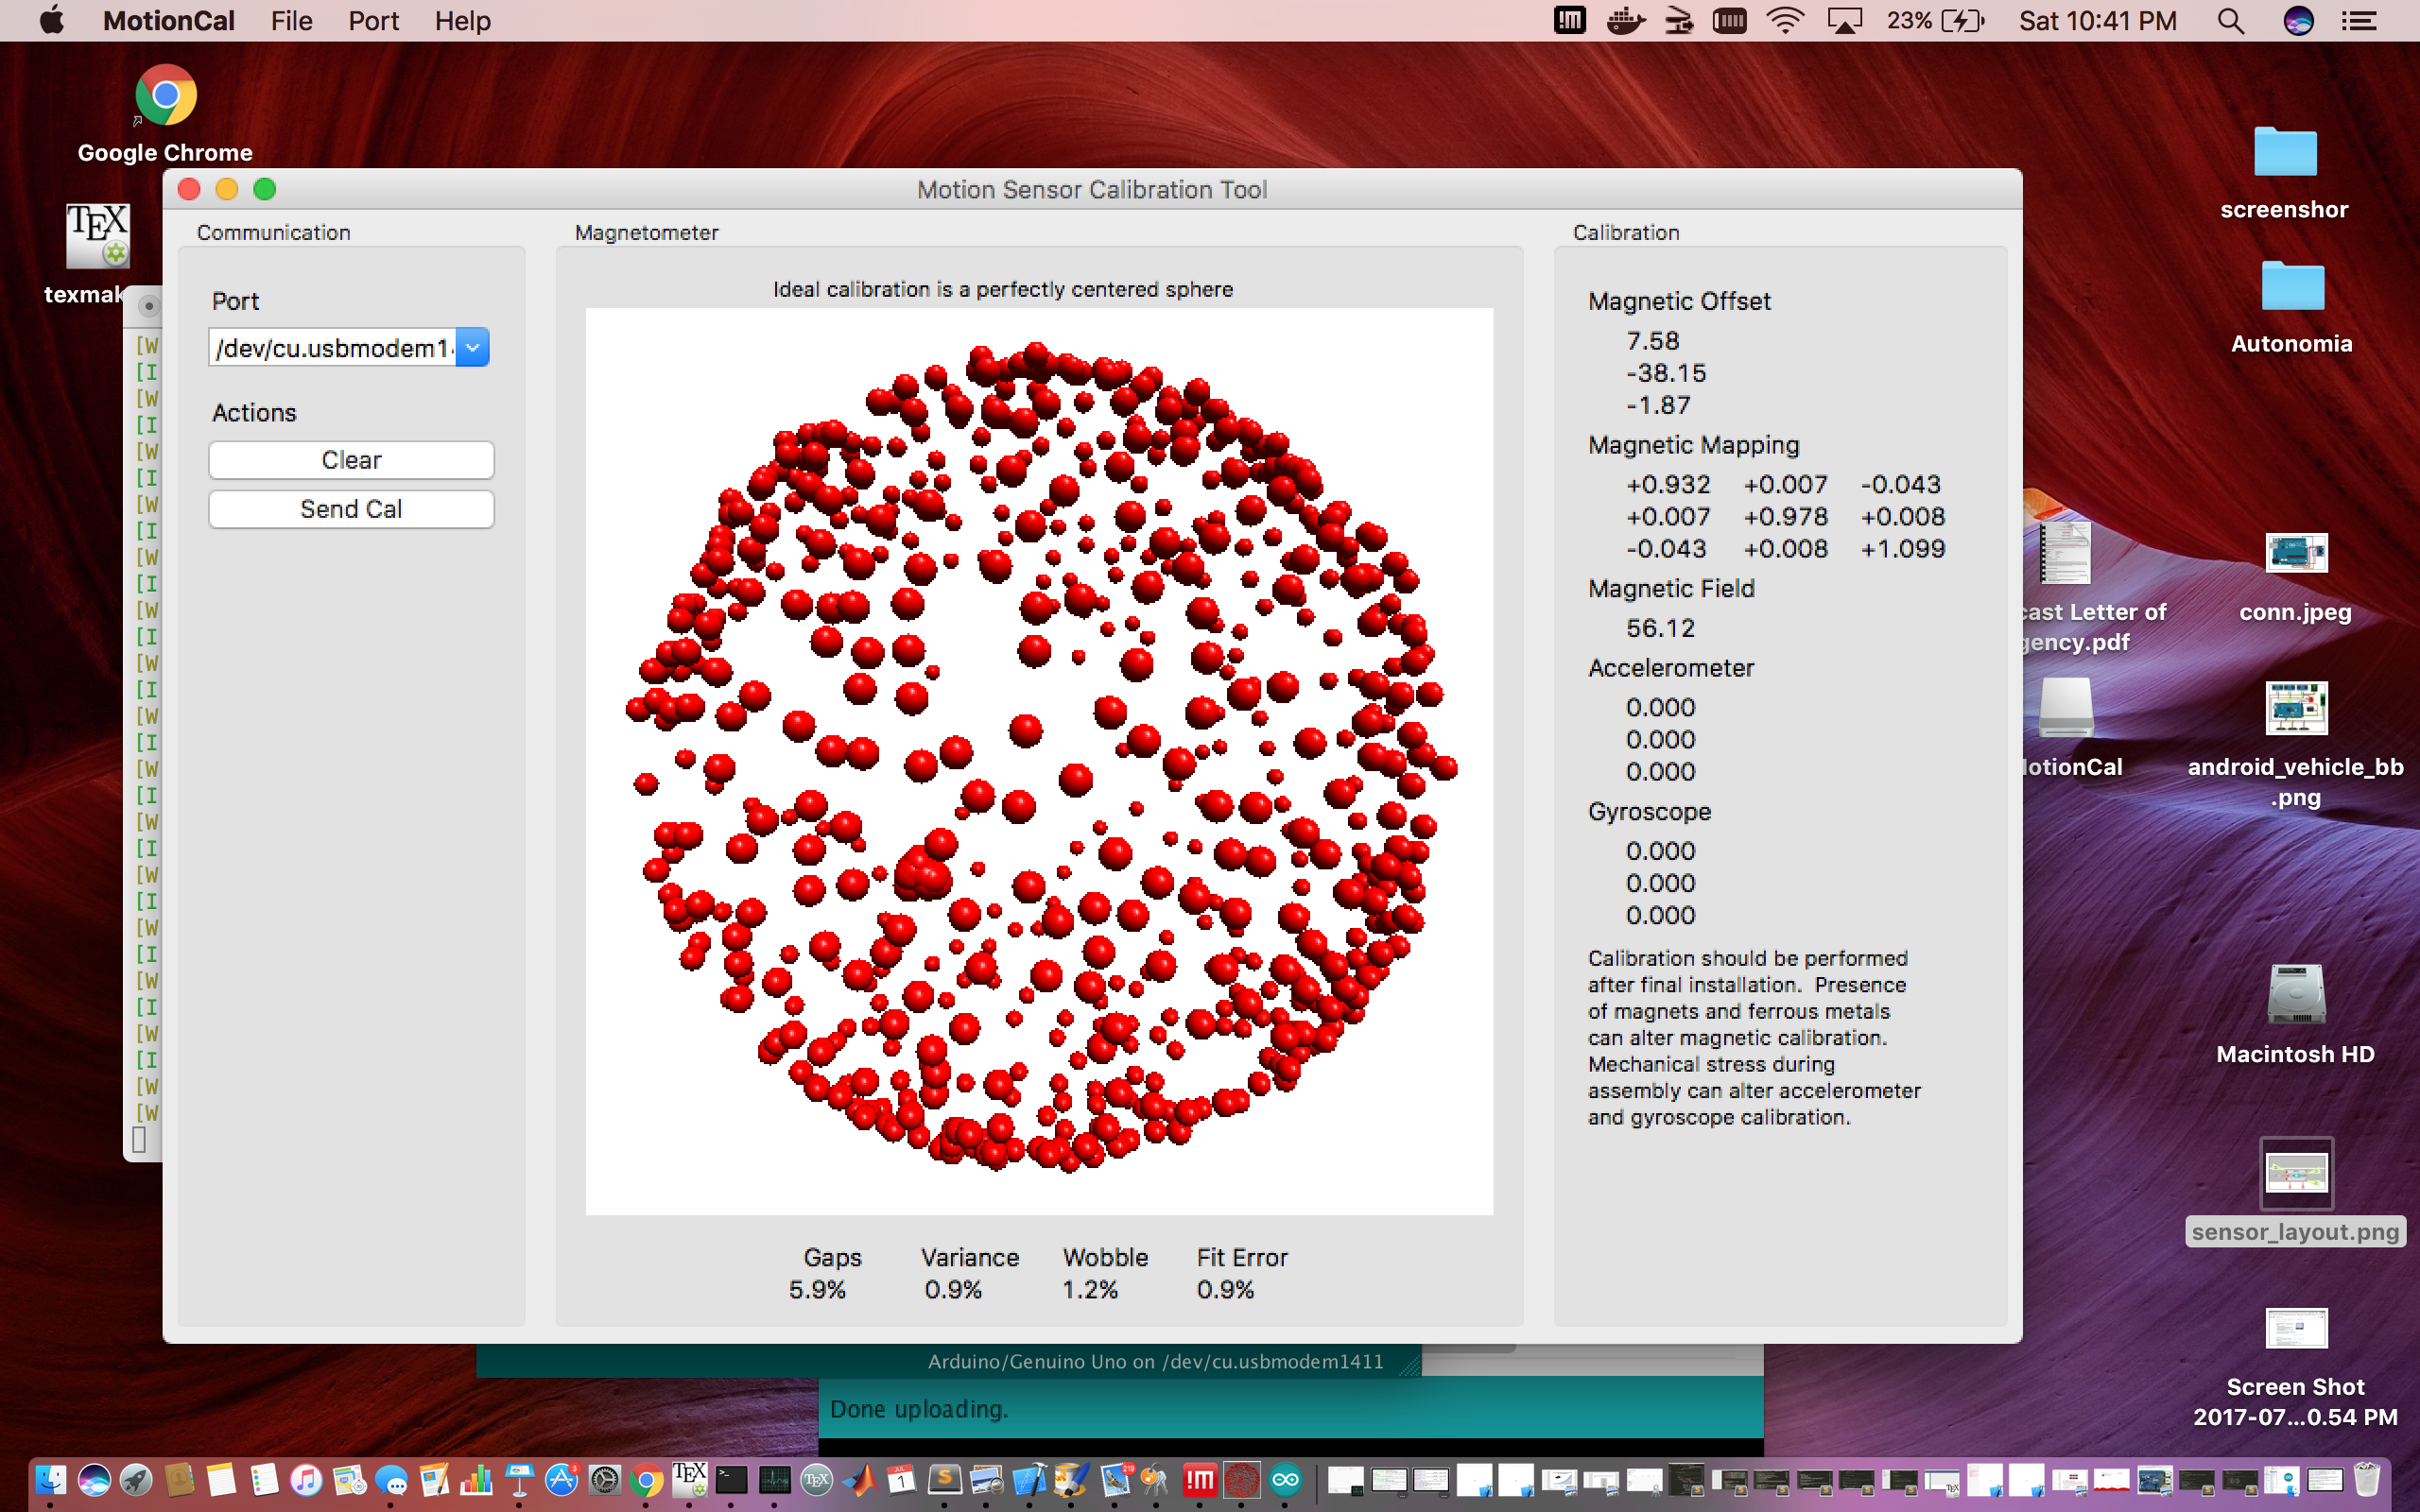 MotionCal File Port Help
23% Sat 10:41 PM
Google Chrome
TEX
texmak
screenshor
Autonomia
Motion Sensor Calibration Tool
Communication
Port
/dev/cu.usbmodem1
Actions
Clear
Send Cal
[W
[I
[W
[I
[W
[I
[W
[I
[W
[I
[W
[I
[W
[I
[W
[I
[W
[I
[W
[I
[W
[I
[W
[I
[W
[I
[W
[I
[W
[W
Magnetometer
Ideal calibration is a perfectly centered sphere
Gaps Variance Wobble Fit Error
5.9% 0.9% 1.2% 0.9%
Calibration
Magnetic Offset
7.58
-38.15
-1.87
Magnetic Mapping
+0.932 +0.007 -0.043
+0.007 +0.978 +0.008
-0.043 +0.008 +1.099
Magnetic Field
56.12
Accelerometer
0.000
0.000
0.000
Gyroscope
0.000
0.000
0.000
Calibration should be performed
after final installation. Presence
of magnets and ferrous metals
can alter magnetic calibration.
Mechanical stress during
assembly can alter accelerometer
and gyroscope calibration.
cast Letter of
gency.pdf
conn.jpeg
lotionCal
android_vehicle_bb
.png
Macintosh HD
sensor_layout.png
Screen Shot
2017-07...0.54 PM
Arduino/Genuino Uno on /dev/cu.usbmodem1411
Done uploading.